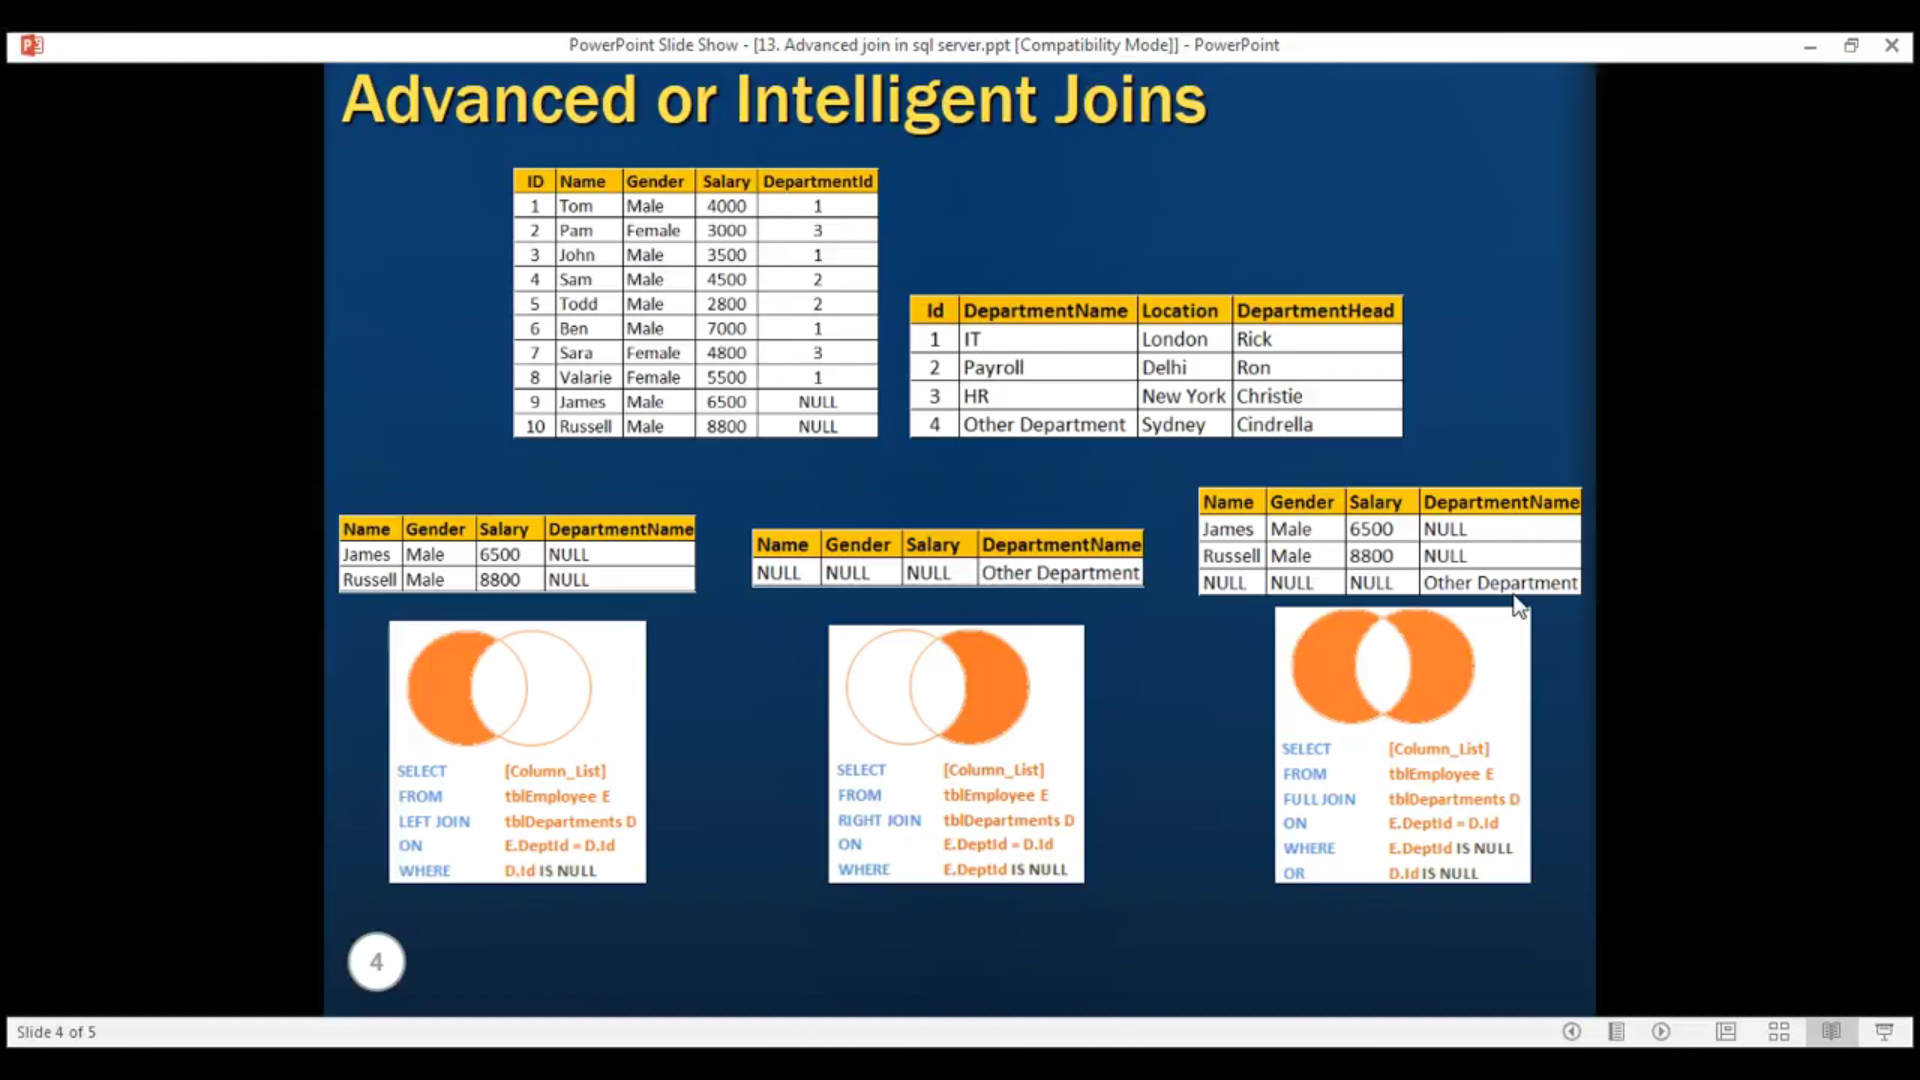 PowerPoint Slide Show - [13. Advanced join in sql server.ppt [Compatibility Mode]] - PowerPoint
Advanced or Intelligent Joins
ID Name Gender Salary DepartmentId
1 Tom Male 4000 1
2 Pam Female 3000 3
3 John Male 3500 1
4 Sam Male 4500 2
5 Todd Male 2800 2
6 Ben Male 7000 1
7 Sara Female 4800 3
8 Valarie Female 5500 1
9 James Male 6500 NULL
10 Russell Male 8800 NULL
Id DepartmentName Location DepartmentHead
1 IT London Rick
2 Payroll Delhi Ron
3 HR New York Christie
4 Other Department Sydney Cindrella
Name Gender Salary DepartmentName
James Male 6500 NULL
Russell Male 8800 NULL
SELECT [Column_List]
FROM tblEmployee E
LEFT JOIN tblDepartments D
ON E.DeptId = D.Id
WHERE D.Id IS NULL
Name Gender Salary DepartmentName
NULL NULL NULL Other Department
SELECT [Column_List]
FROM tblEmployee E
RIGHT JOIN tblDepartments D
ON E.DeptId = D.Id
WHERE E.DeptId IS NULL
Name Gender Salary DepartmentName
James Male 6500 NULL
Russell Male 8800 NULL
NULL NULL NULL Other Department
SELECT [Column_List]
FROM tblEmployee E
FULL JOIN tblDepartments D
ON E.DeptId = D.Id
WHERE E.DeptId IS NULL
OR D.Id IS NULL
4
Slide 4 of 5